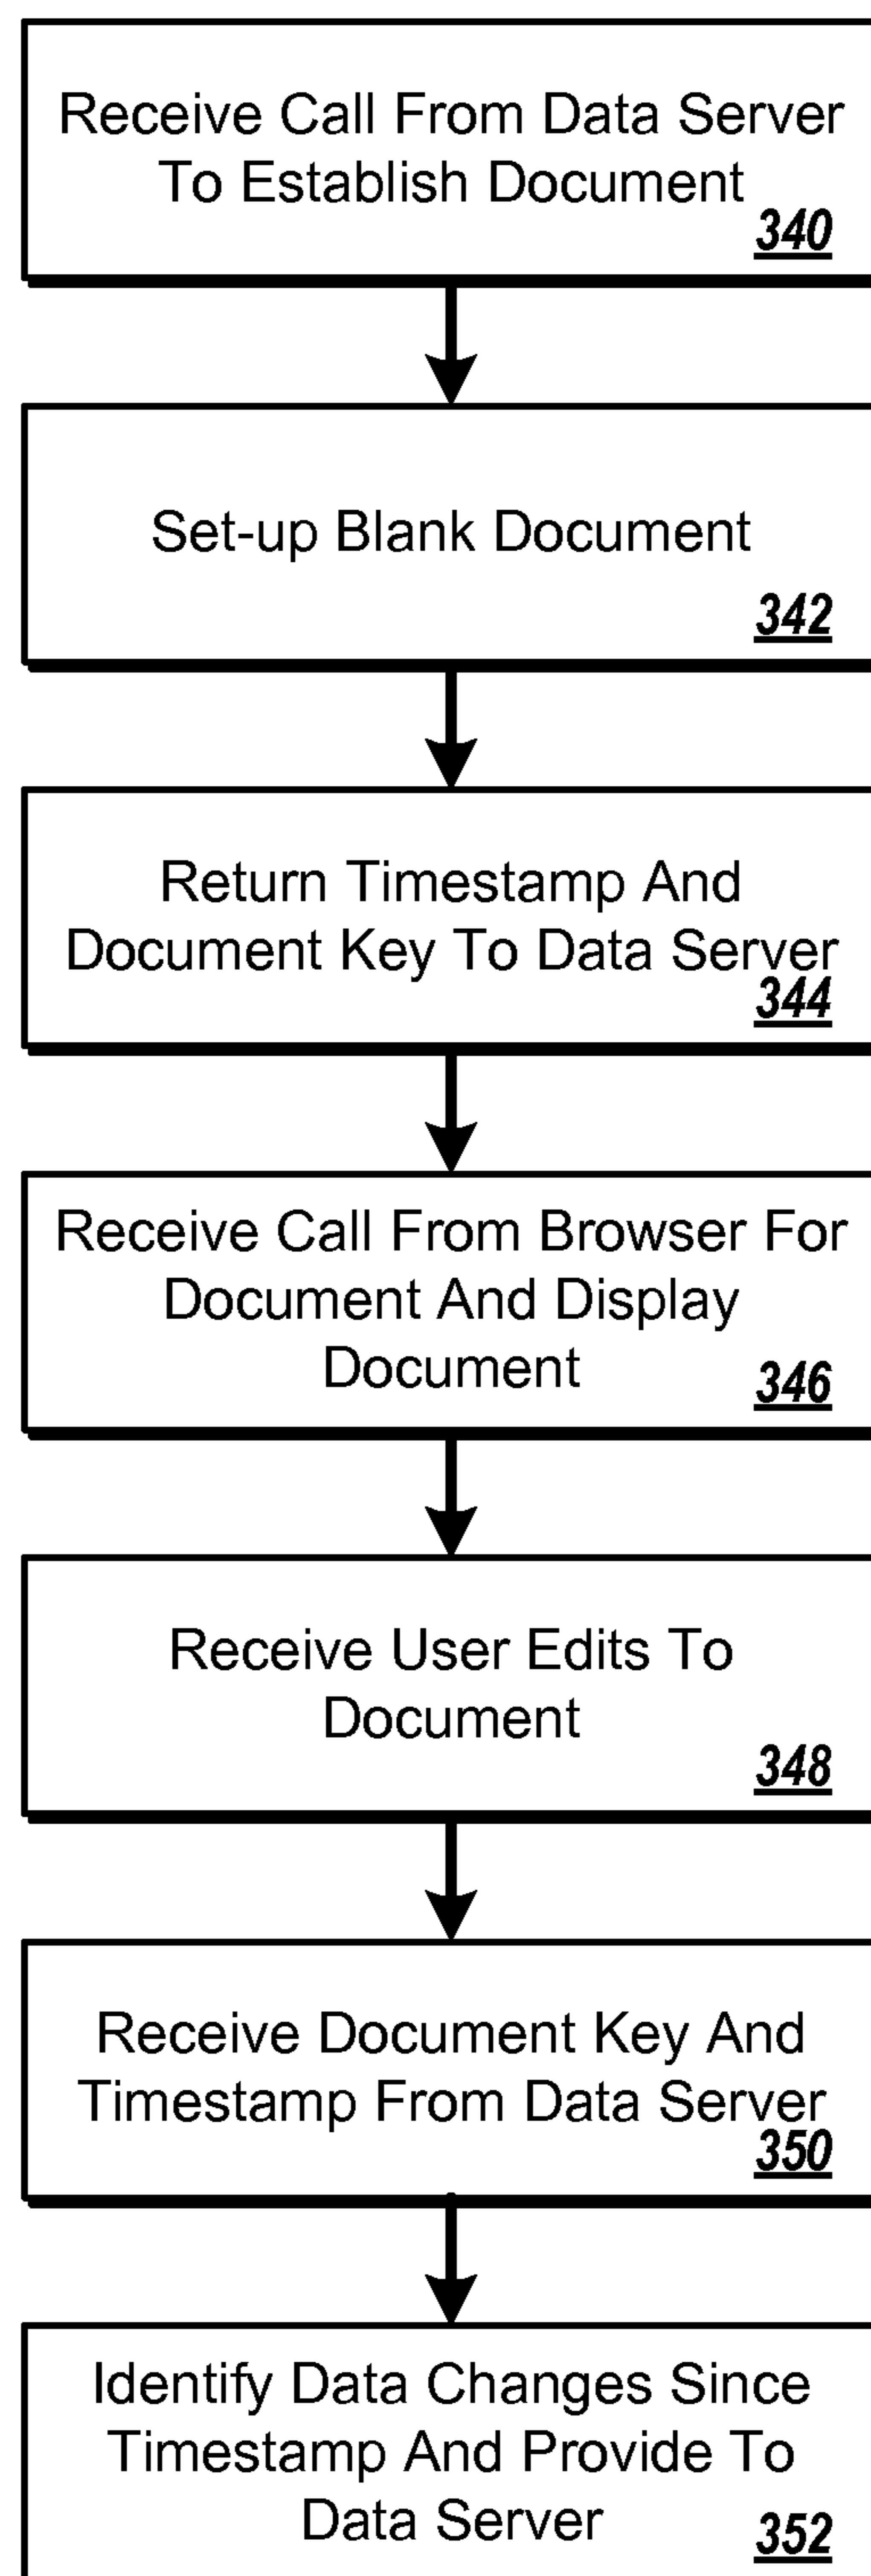 Receive Call From Data Server
To Establish Document
340
Set-up Blank Document
342
Return Timestamp And
Document Key To Data Server
344
Receive Call From Browser For
Document And Display
Document
346
Receive User Edits To
Document
348
Receive Document Key And
Timestamp From Data Server
350
Identify Data Changes Since
Timestamp And Provide To
Data Server
352